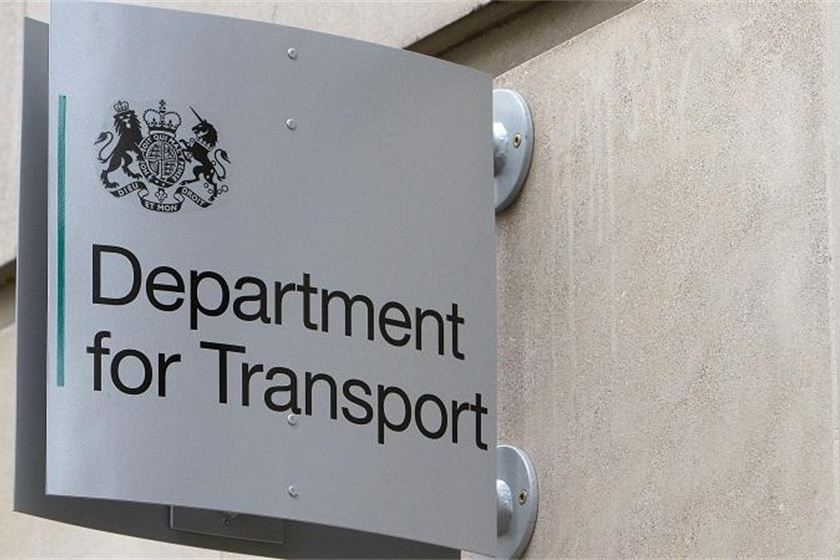 DIEU ET MON DROIT
Department
for Transport